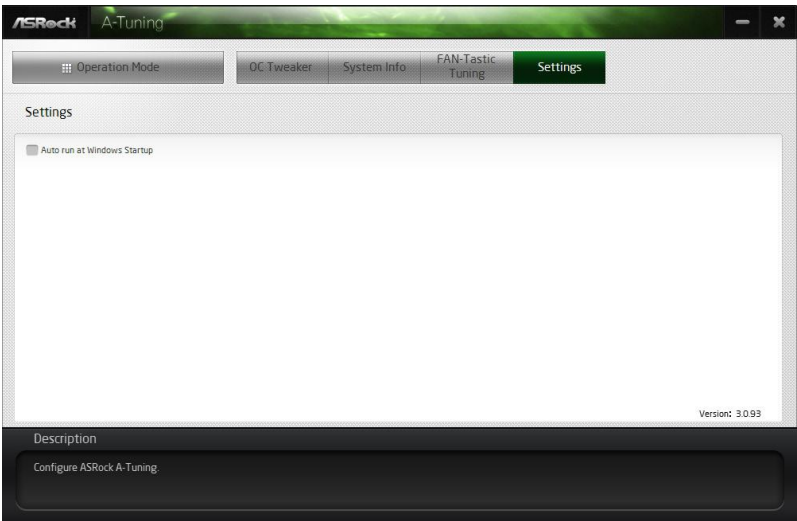 ASRock A-Tuning
Operation Mode
OC Tweaker
System Info
FAN-Tastic
Tuning
Settings
Settings
Auto run at Windows Startup
Version: 3.0.93
Description
Configure ASRock A-Tuning.